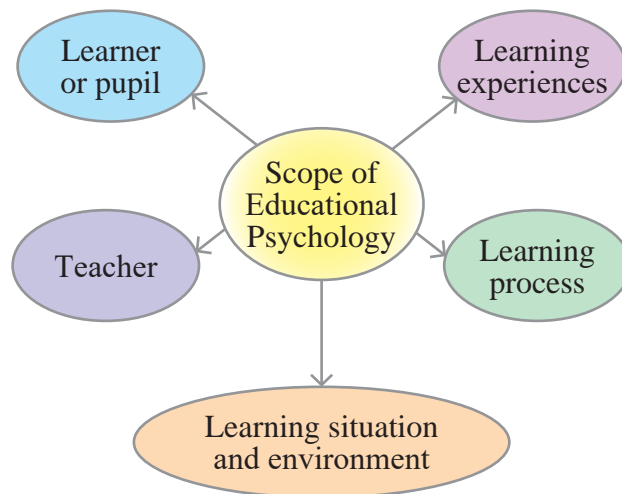 Learner
or pupil
Learning
experiences
Scope of
Educational
Psychology
Teacher
Learning
process
Learning situation
and environment